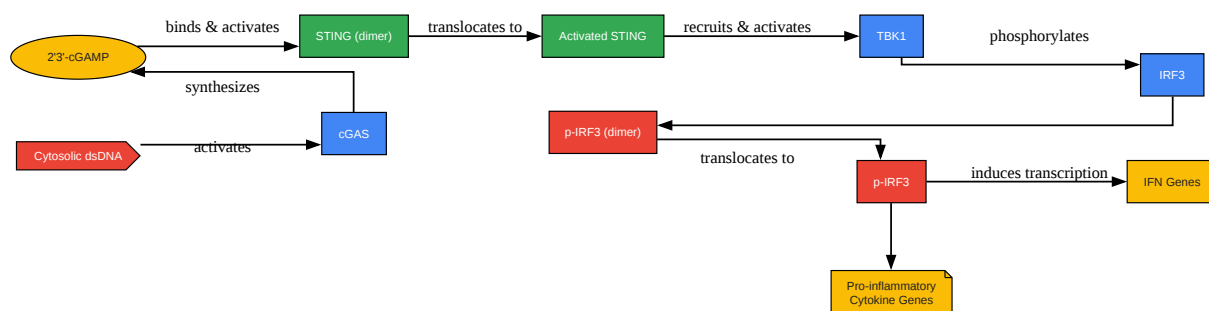 binds & activates
translocates to
recruits & activates
phosphorylates
2'3'-cGAMP
STING (dimer)
Activated STING
TBK1
IRF3
synthesizes
Cytosolic dsDNA
activates
cGAS
p-IRF3 (dimer)
translocates to
p-IRF3
induces transcription
IFN Genes
Pro-inflammatory
Cytokine Genes